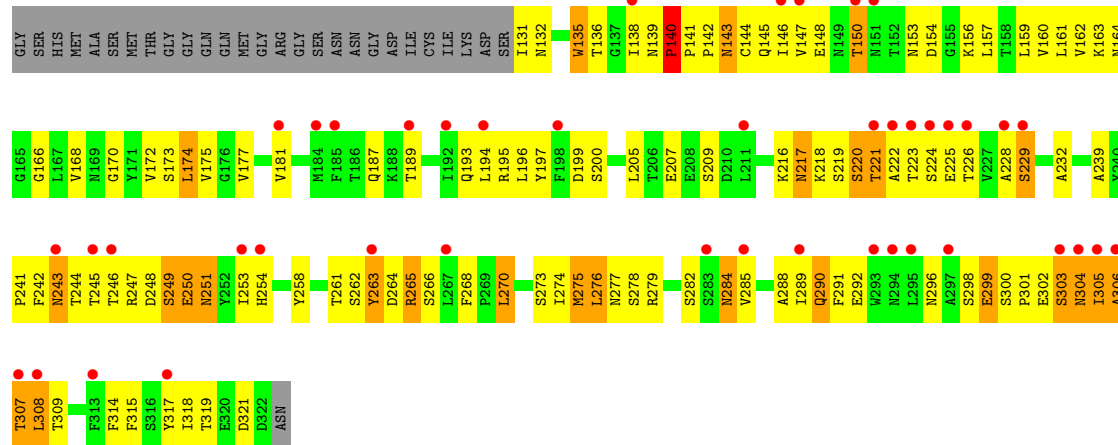 GLY SER HIS MET ALA SER MET THR GLY GLY GLN GLN MET GLY ARG GLY SER ASN ASN GLY ASP ILE CYS ILE LYS ASP SER I131 N132 W135 T136 G137 I138 N139 P140 P141 P142 N143 C144 Q145 I146 V147 E148 N149 T150 N151 T152 N153 D154 G155 K156 L157 T158 L159 V160 L161 V162 K163 N164
G165 G166 L167 V168 N169 G170 Y171 V172 S173 L174 V175 G176 V177 V181 M184 F185 T186 Q187 K188 T189 I192 Q193 L194 R195 L196 Y197 F198 D199 S200 L205 T206 E207 E208 S209 D210 L211 K216 N217 K218 S219 S220 T221 A222 T223 S224 E225 T226 V227 A228 S229 A232 A239 Y240
P241 F242 N243 T244 T245 T246 R247 D248 S249 E250 N251 Y252 I253 H254 Y258 T261 S262 Y263 D264 R265 S266 L267 F268 P269 L270 S273 I274 M275 L276 N277 S278 R279 S282 S283 N284 V285 A288 I289 Q290 F291 E292 W293 N294 L295 N296 A297 S298 E299 S300 P301 E302 S303 N304 I305 A306
T307 L308 T309 F313 F314 F315 S316 Y317 I318 T319 E320 D321 D322 ASN